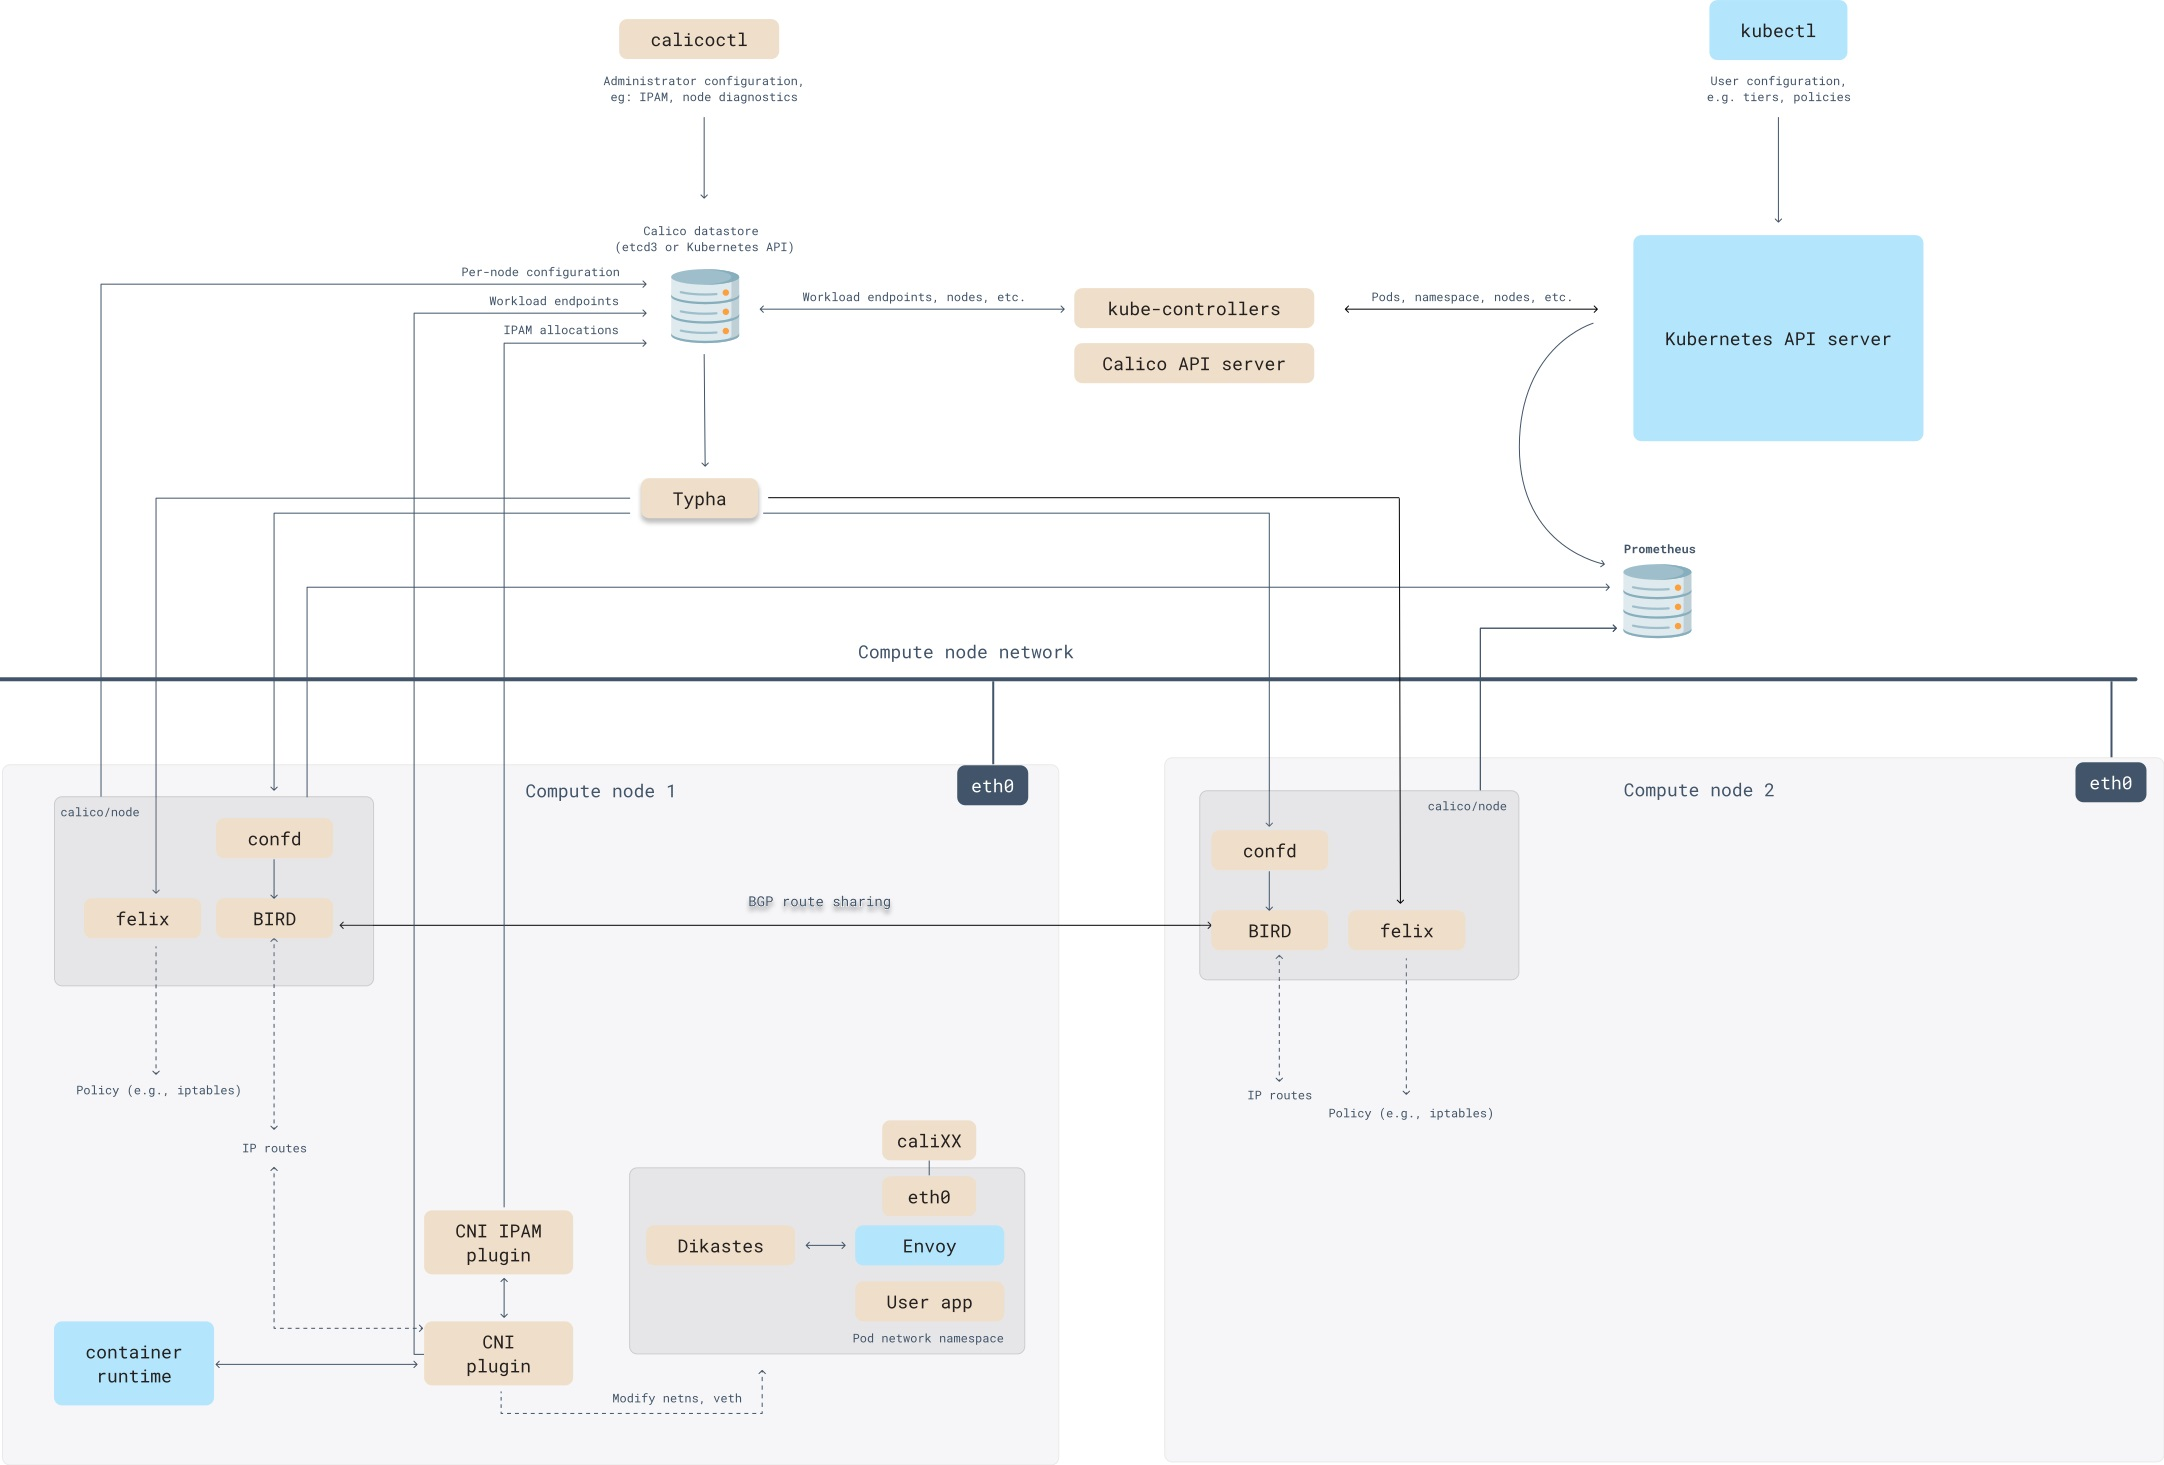 calicoctl
Administrator configuration,
eg: IPAM, node diagnostics
kubectl
User configuration,
e.g. tiers, policies
Calico datastore
(etcd3 or Kubernetes API)
Per-node configuration
Workload endpoints
IPAM allocations
Workload endpoints, nodes, etc.
kube-controllers
Calico API server
Pods, namespace, nodes, etc.
Kubernetes API server
Typha
Prometheus
Compute node network
Compute node 1
eth0
calico/node
confd
felix
BIRD
BGP route sharing
Policy (e.g., iptables)
IP routes
CNI IPAM
plugin
CNI
plugin
container
runtime
caliXX
eth0
Dikastes
Envoy
User app
Pod network namespace
Modify netns, veth
Compute node 2
eth0
calico/node
confd
BIRD
felix
IP routes
Policy (e.g., iptables)